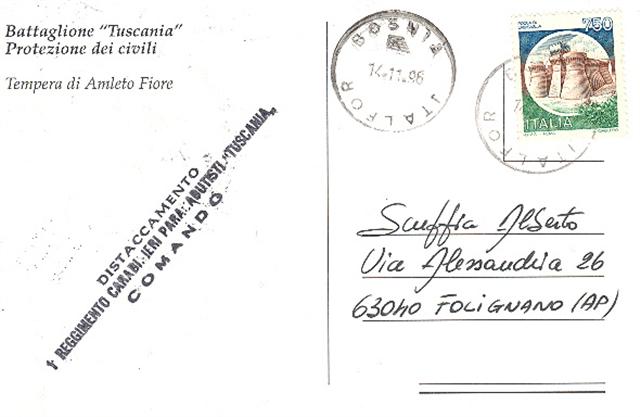 Battaglione "Tuscania"
Protezione dei civili
Tempera di Amleto Fiore
DISTACCAMENTO
1° REGGIMENTO CARABINIERI PARACADUTISTI "TUSCANIA"
COMANDO
ITALFOR BOSNIA
14.11.96
750
ITALIA
ITALFOR
Scuffia Alberto
Via Alessandria 26
63040 FOLIGNANO (AP)